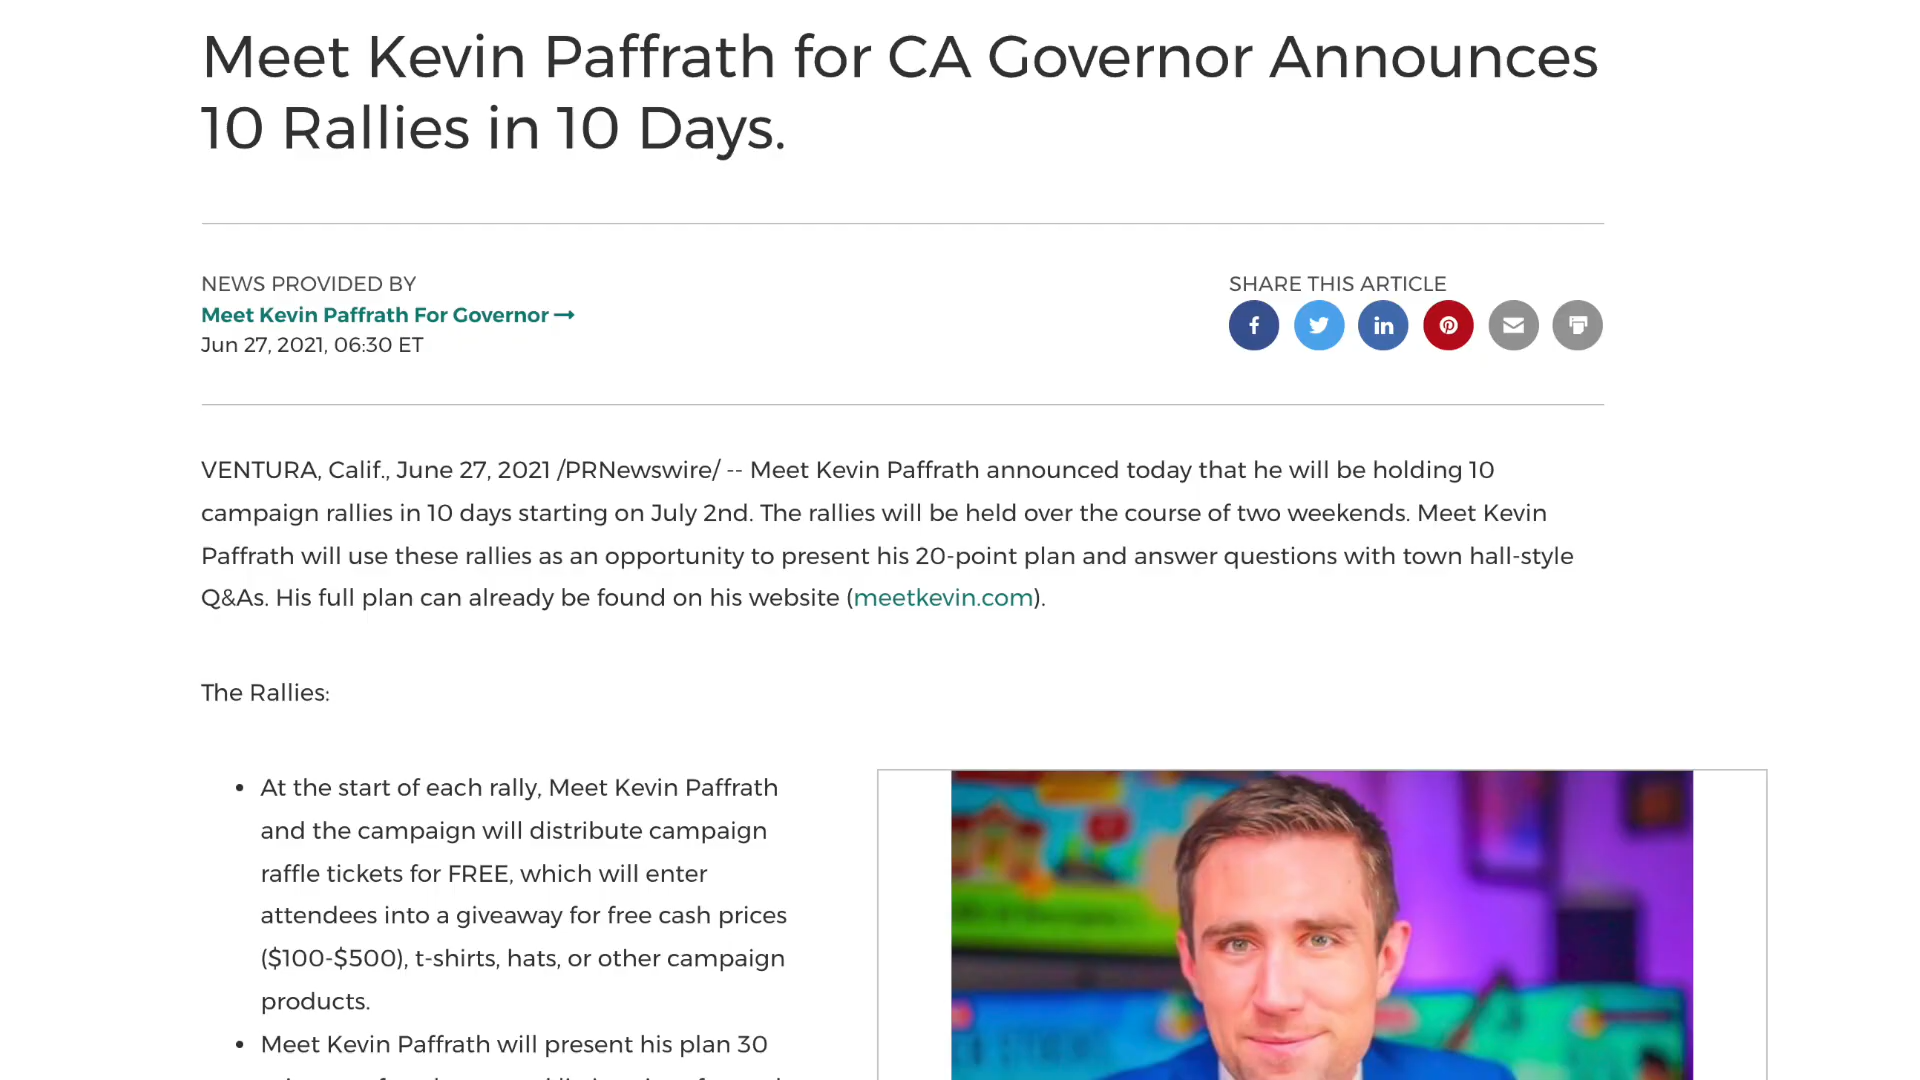 Meet Kevin Paffrath for CA Governor Announces
10 Rallies in 10 Days.
NEWS PROVIDED BY
Meet Kevin Paffrath For Governor →
Jun 27, 2021, 06:30 ET
SHARE THIS ARTICLE
VENTURA, Calif., June 27, 2021 /PRNewswire/ -- Meet Kevin Paffrath announced today that he will be holding 10
campaign rallies in 10 days starting on July 2nd. The rallies will be held over the course of two weekends. Meet Kevin
Paffrath will use these rallies as an opportunity to present his 20-point plan and answer questions with town hall-style
Q&As. His full plan can already be found on his website (meetkevin.com).
The Rallies:
• At the start of each rally, Meet Kevin Paffrath
and the campaign will distribute campaign
raffle tickets for FREE, which will enter
attendees into a giveaway for free cash prices
($100-$500), t-shirts, hats, or other campaign
products.
• Meet Kevin Paffrath will present his plan 30